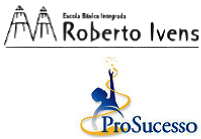 Escola Básica Integrada
Roberto Ivens
ProSucesso